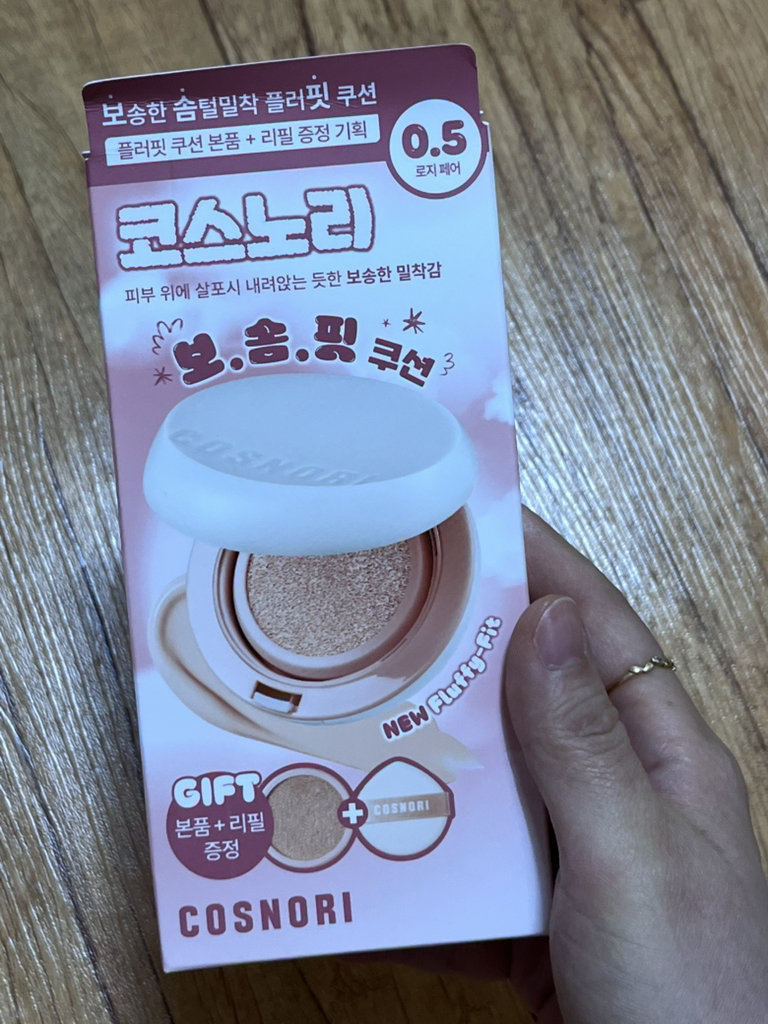 보송한 솜털밀착 플러핏 쿠션
플러핏 쿠션 본품 + 리필 증정 기획
0.5
로지 페어
코스노리
피부 위에 살포시 내려앉는 듯한 보송한 밀착감
보.솜.핏 쿠션
COSNORI
NEW Fluffy-Fit
GIFT
본품 + 리필
증정
+
COSNORI
COSNORI